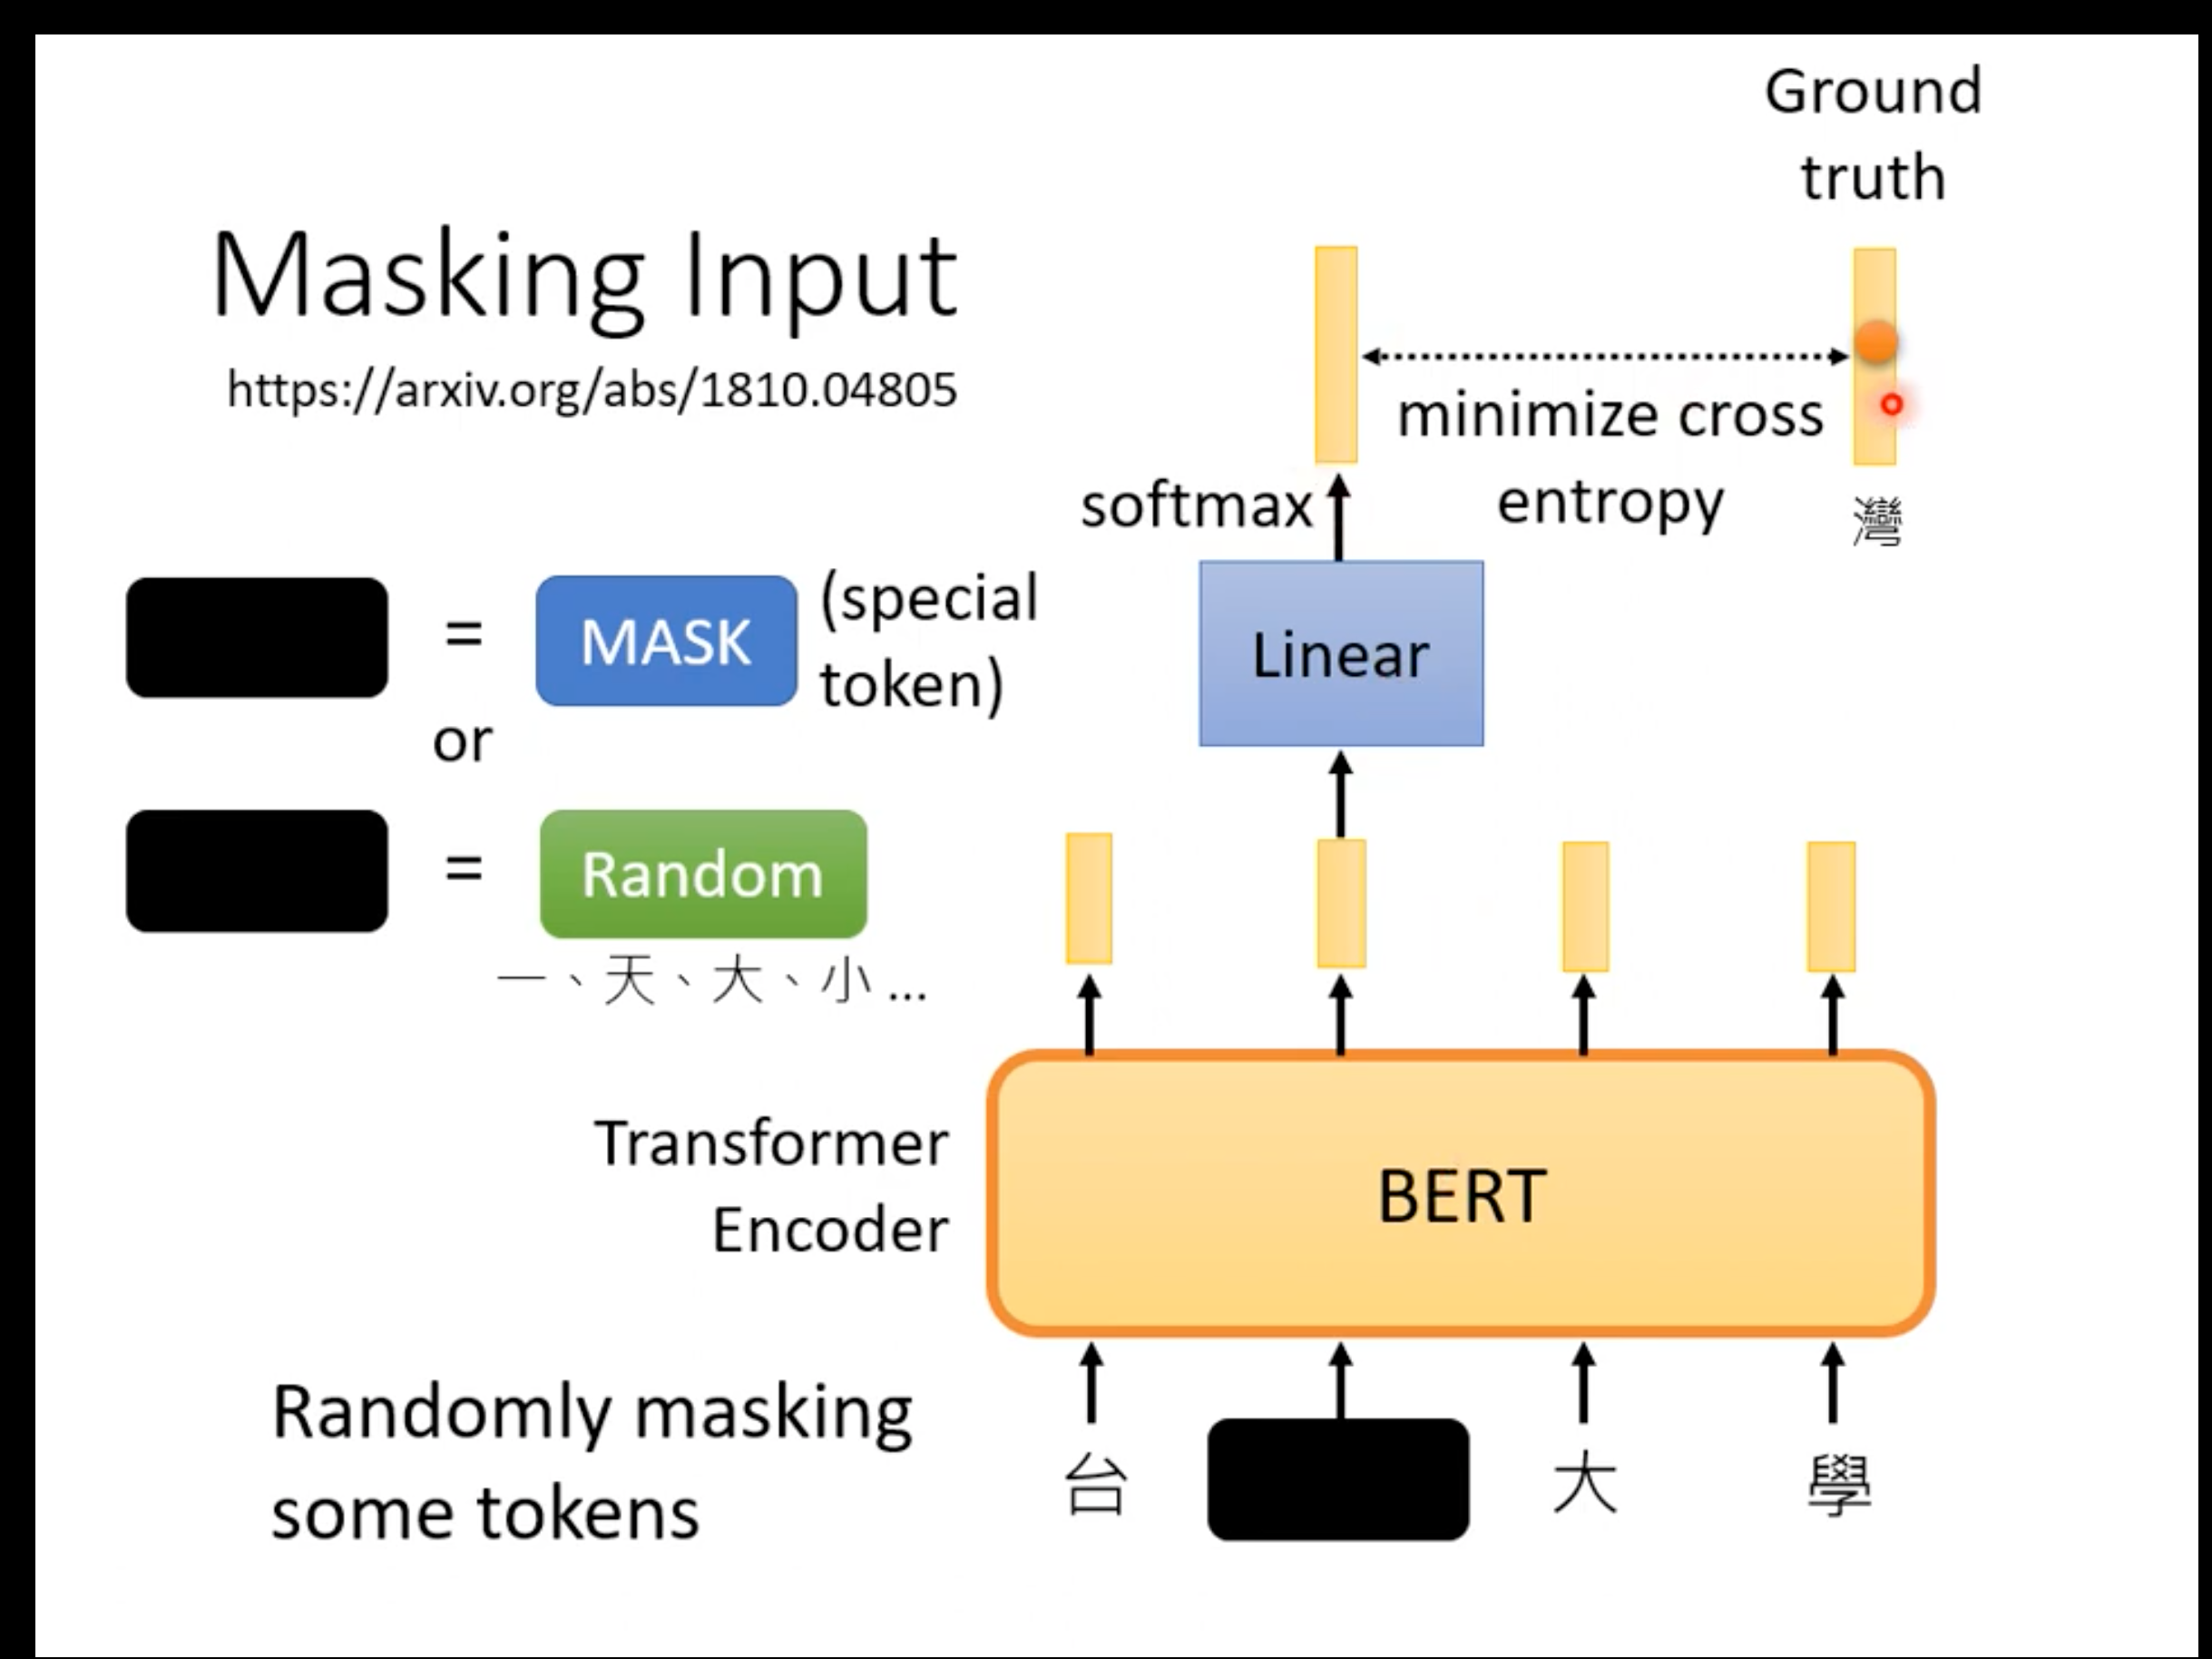 Ground
truth
Masking Input
https://arxiv.org/abs/1810.04805
minimize cross
entropy
softmax
灣
= MASK (special
token)
Linear
or
= Random
一、天、大、小 ...
Transformer
Encoder
BERT
Randomly masking
some tokens
台 大 學